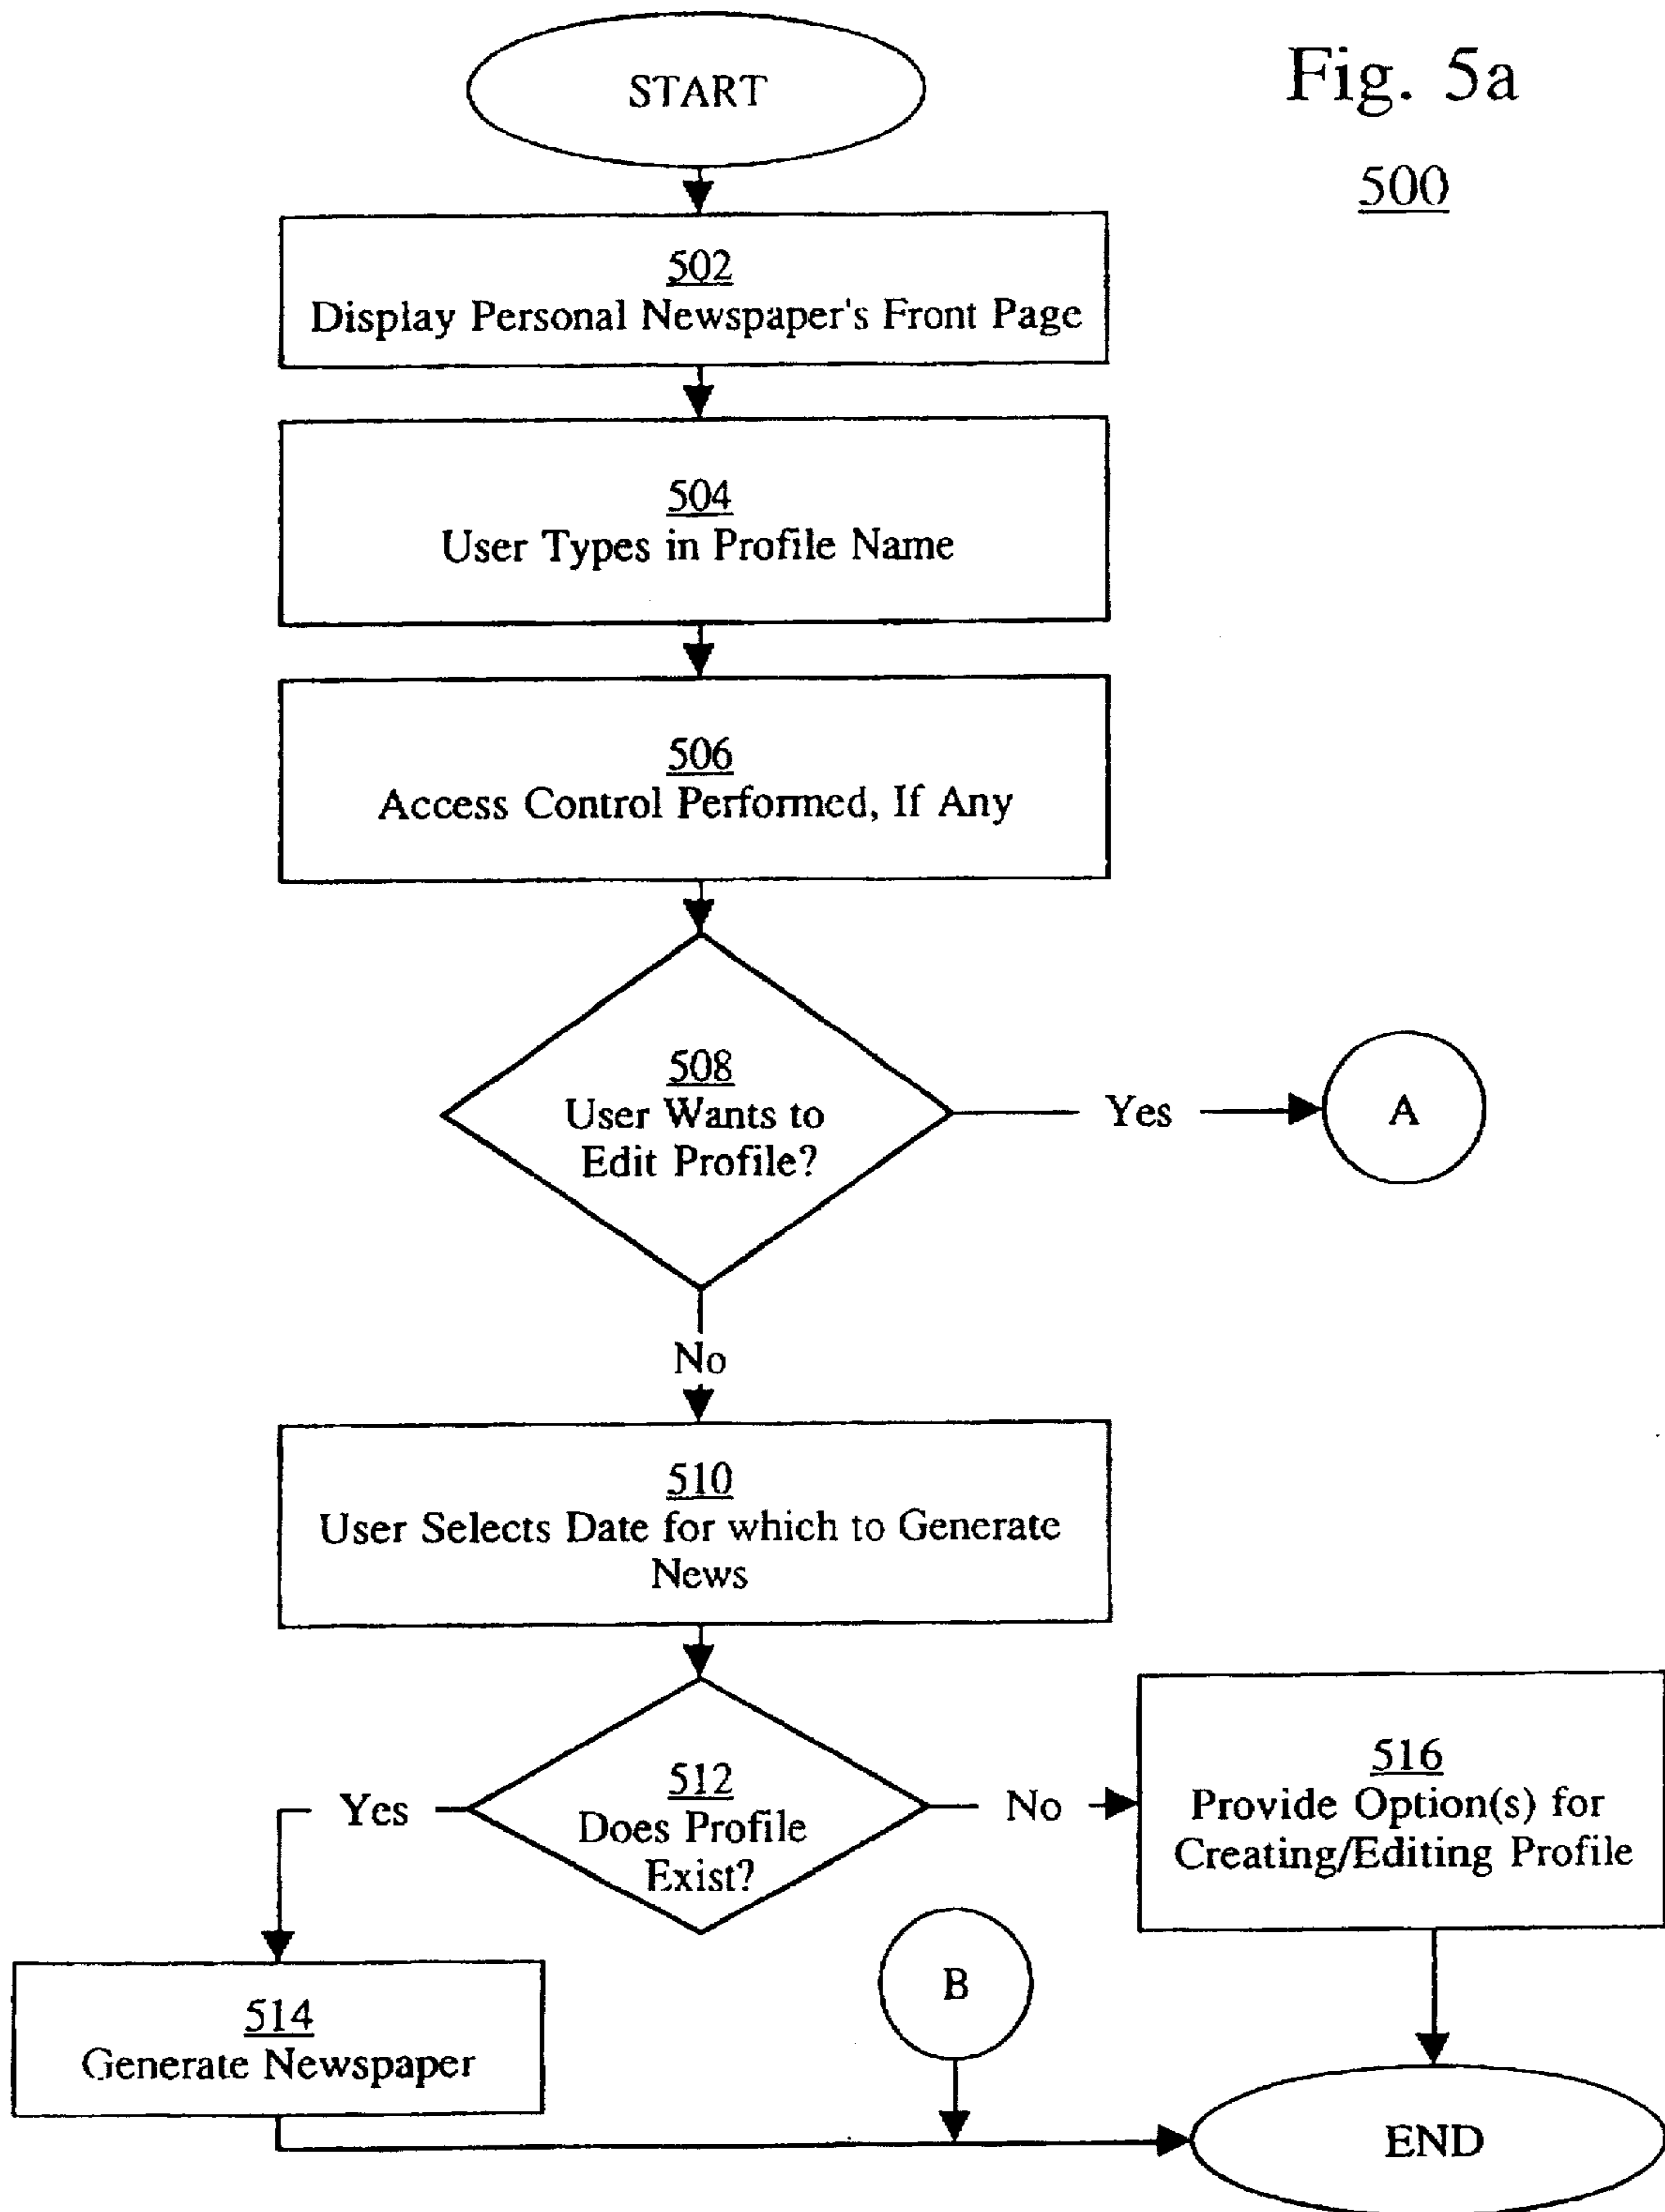 Fig. 5a
500
START
502
Display Personal Newspaper's Front Page
504
User Types in Profile Name
506
Access Control Performed, If Any
508
User Wants to
Edit Profile?
Yes
A
No
510
User Selects Date for which to Generate
News
512
Does Profile
Exist?
Yes
No
516
Provide Option(s) for
Creating/Editing Profile
514
Generate Newspaper
B
END